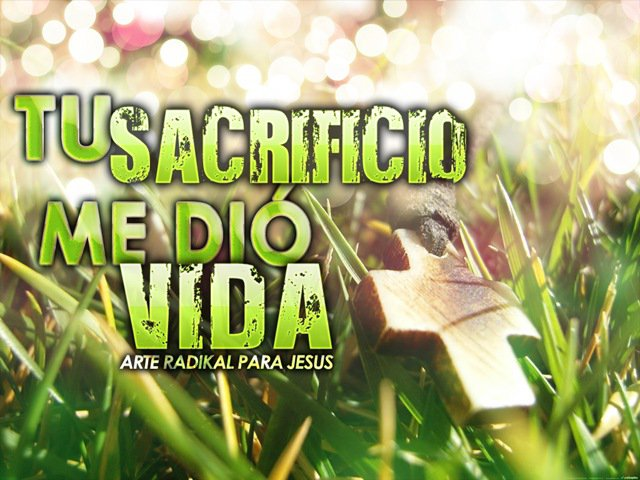 TU SACRIFICIO
ME DIÓ
VIDA
ARTE RADIKAL PARA JESUS